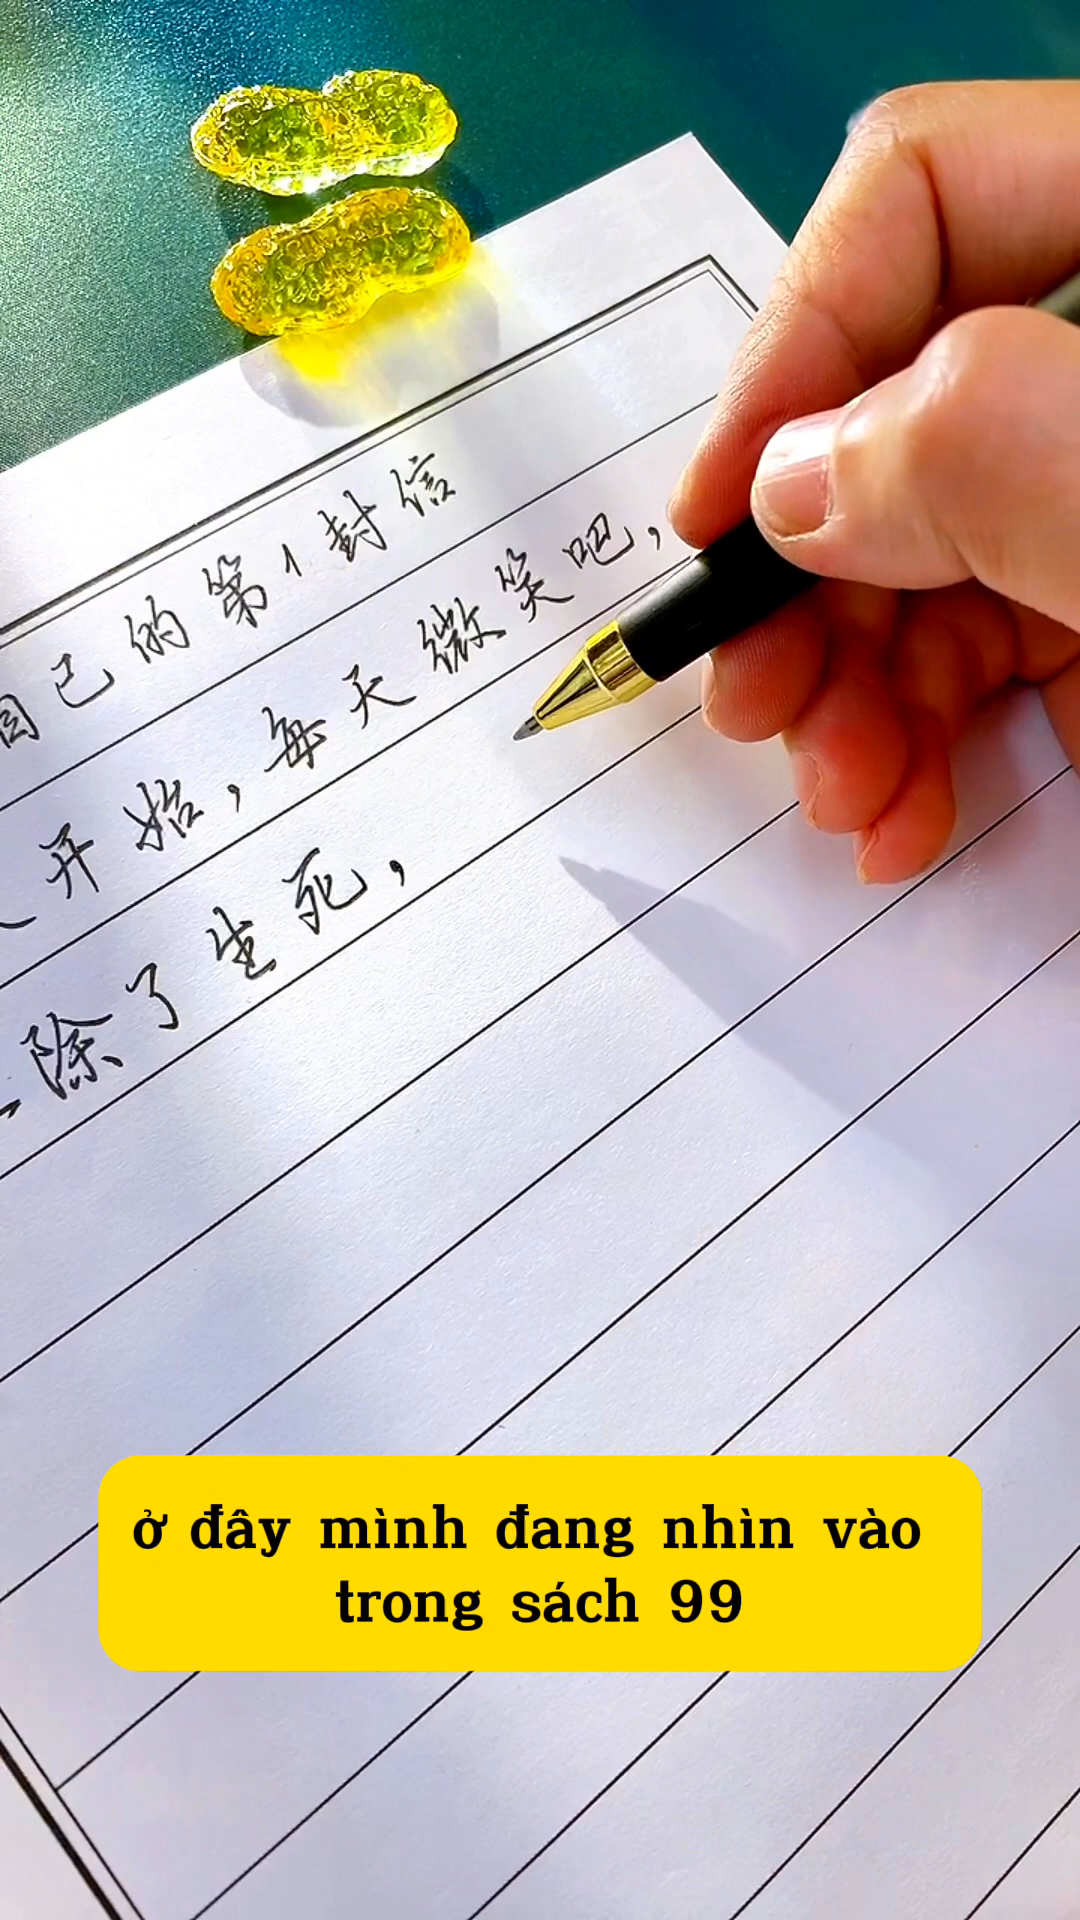 自己的第1封信
开始，每天微笑吧，
除了生死，
ở đây mình đang nhìn vào
trong sách 99